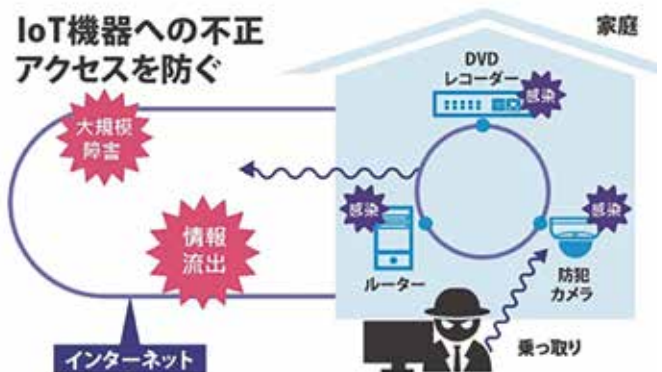 IoT機器への不正
アクセスを防ぐ
家庭
DVD
レコーダー
感染
大規模
障害
感染
感染
情報
流出
ルーター
防犯
カメラ
乗っ取り
インターネット